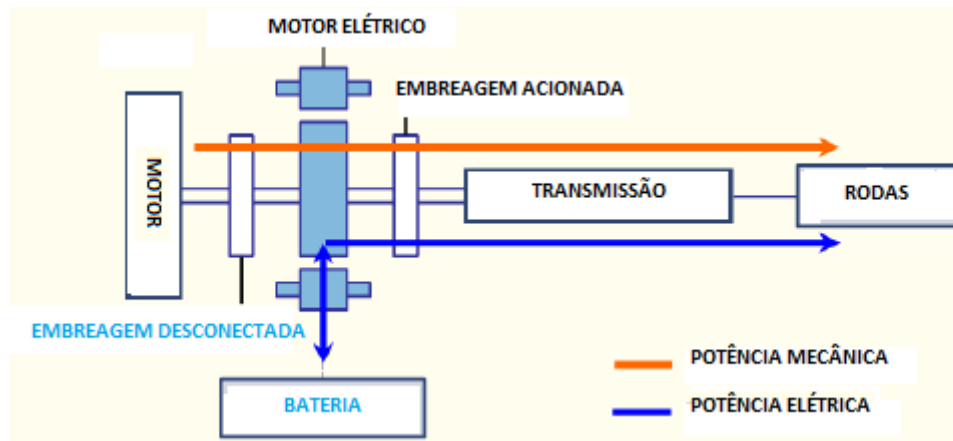 MOTOR ELÉTRICO
EMBREAGEM ACIONADA
MOTOR
TRANSMISSÃO
RODAS
EMBREAGEM DESCONECTADA
BATERIA
POTÊNCIA MECÂNICA
POTÊNCIA ELÉTRICA